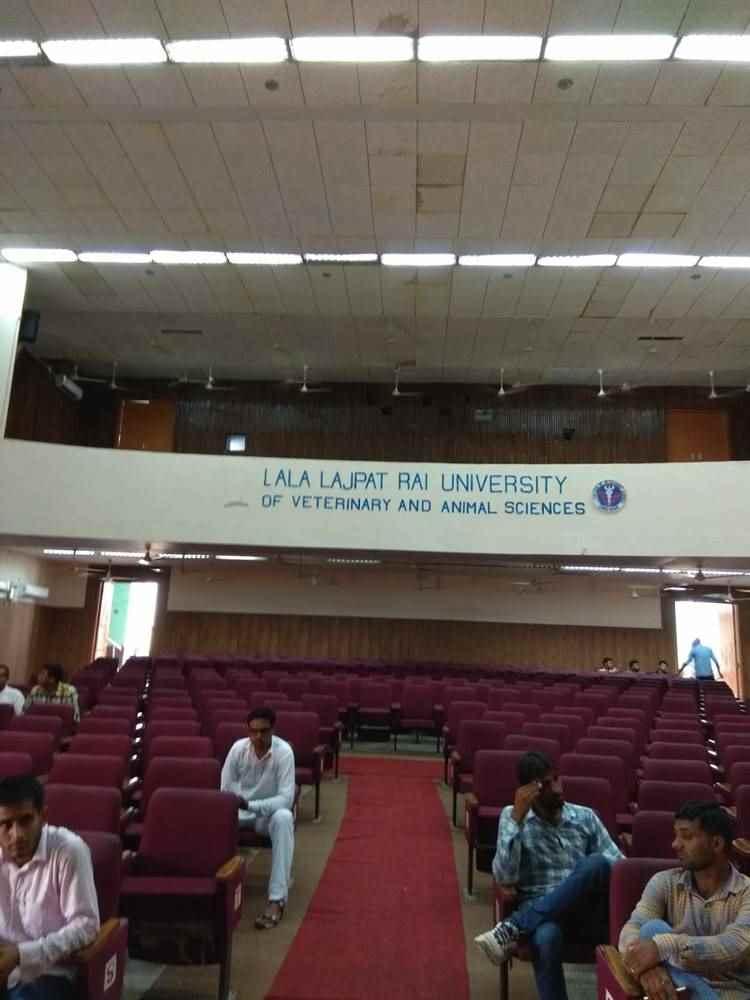 LALA LAJPAT RAI UNIVERSITY
OF VETERINARY AND ANIMAL SCIENCES